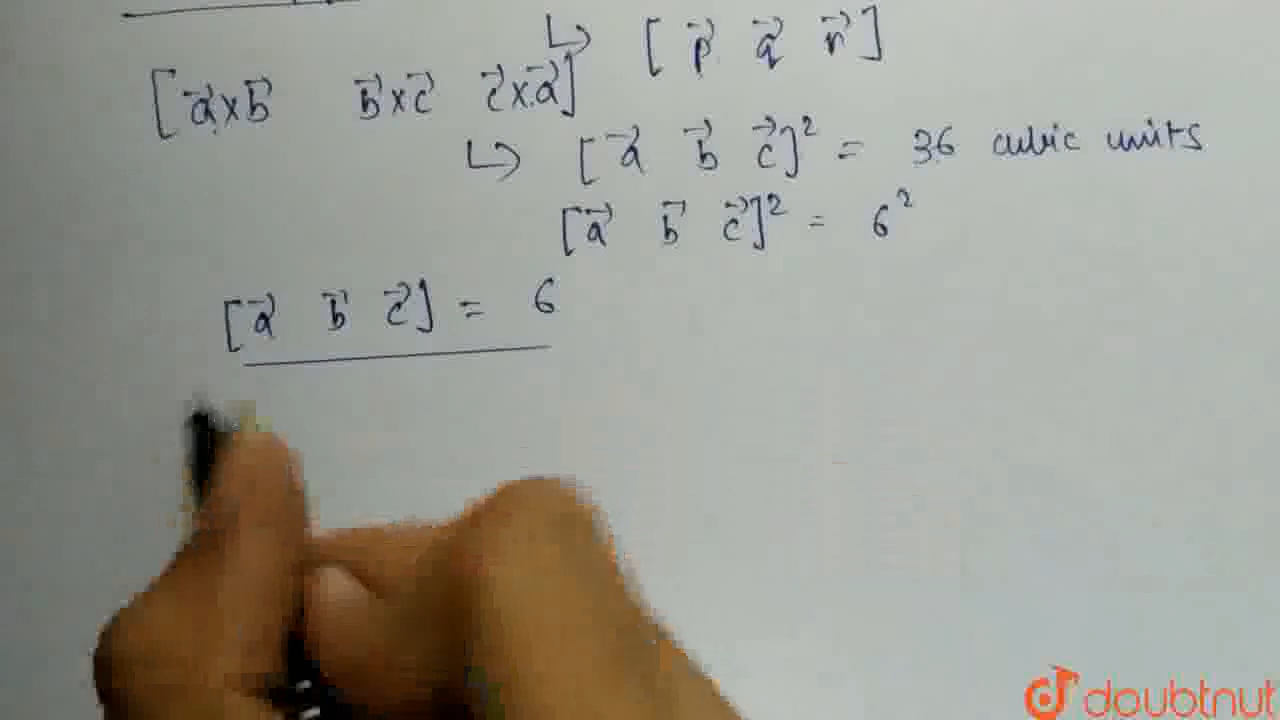 ↳ [p⃗ q⃗ r⃗]
[a⃗×b⃗ b⃗×c⃗ c⃗×a⃗]
↳ [a⃗ b⃗ c⃗]² = 36 cubic units
[a⃗ b⃗ c⃗]² = 6²
[a⃗ b⃗ c⃗] = 6
doubtnut